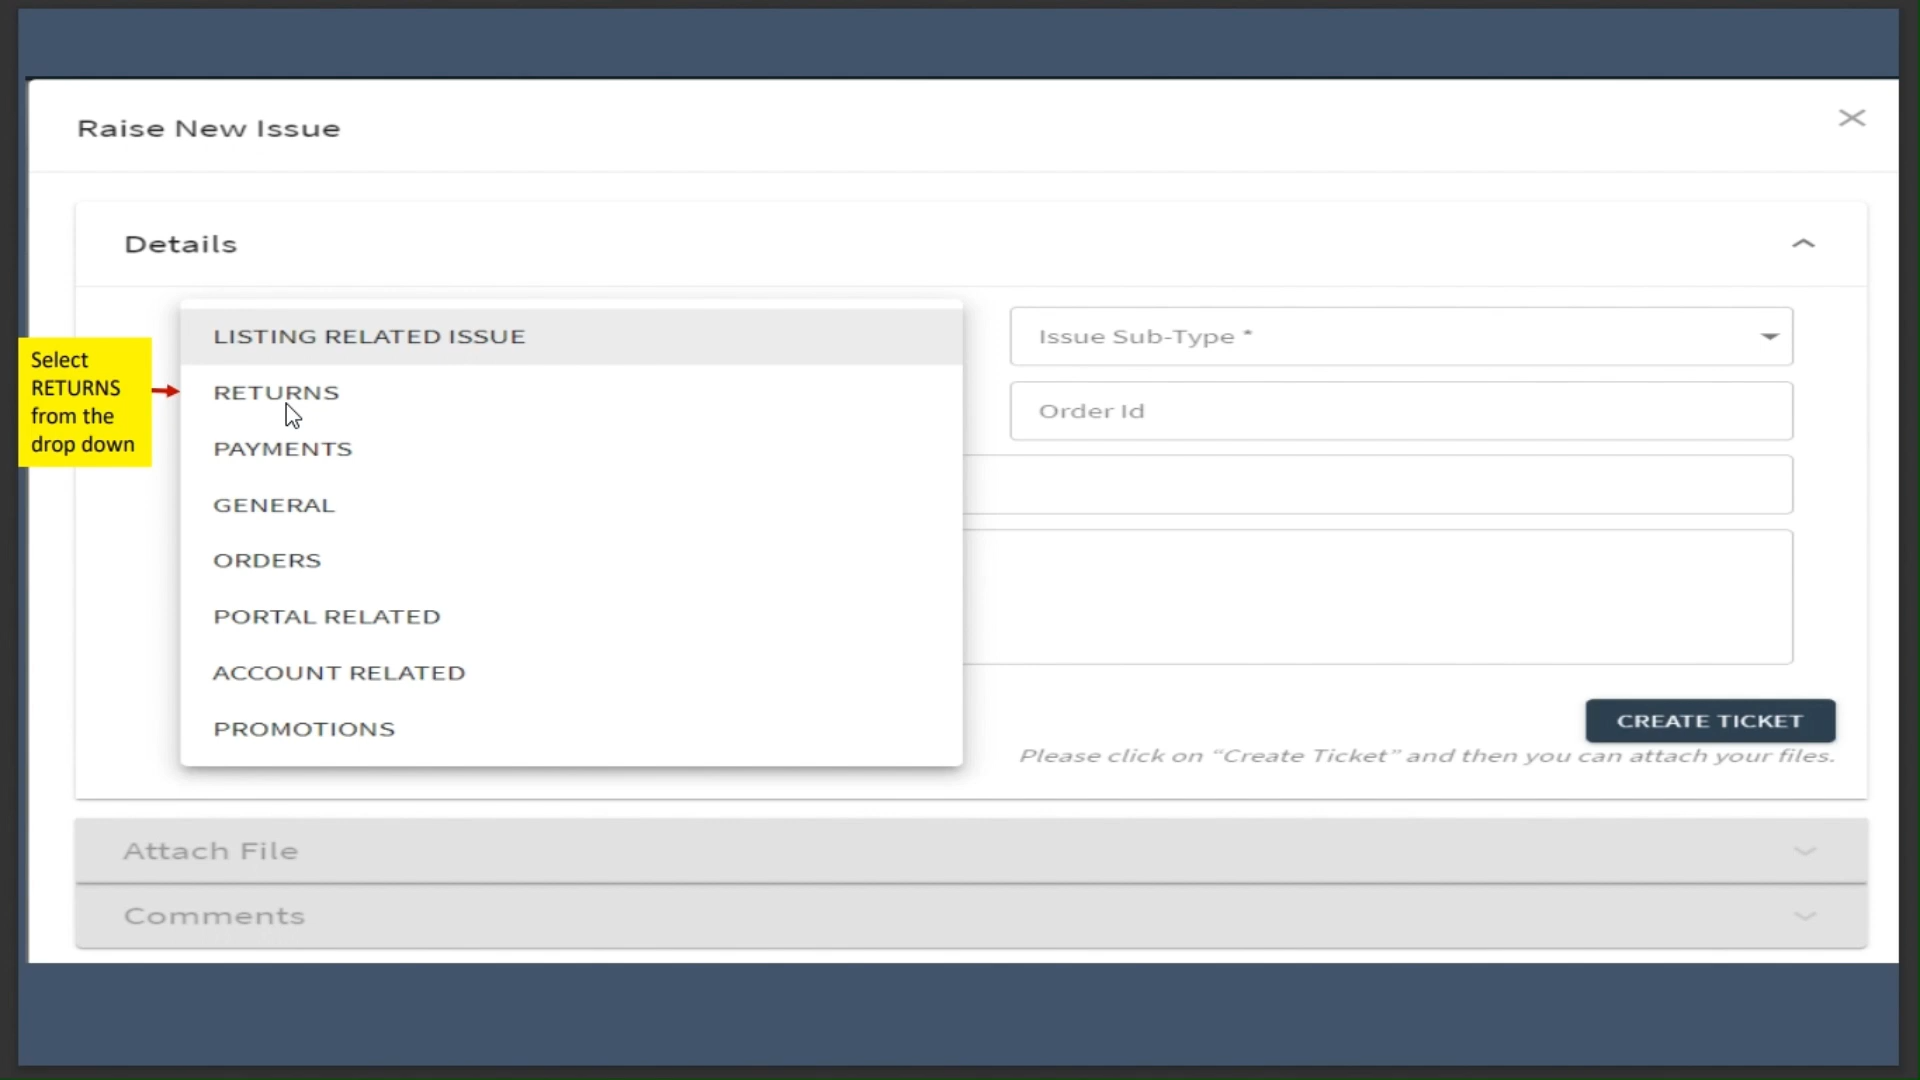 Raise New Issue
Details
LISTING RELATED ISSUE
Issue Sub-Type *
Select
RETURNS
from the
drop down
RETURNS
Order Id
PAYMENTS
GENERAL
ORDERS
PORTAL RELATED
ACCOUNT RELATED
PROMOTIONS
CREATE TICKET
Please click on “Create Ticket” and then you can attach your files.
Attach File
Comments